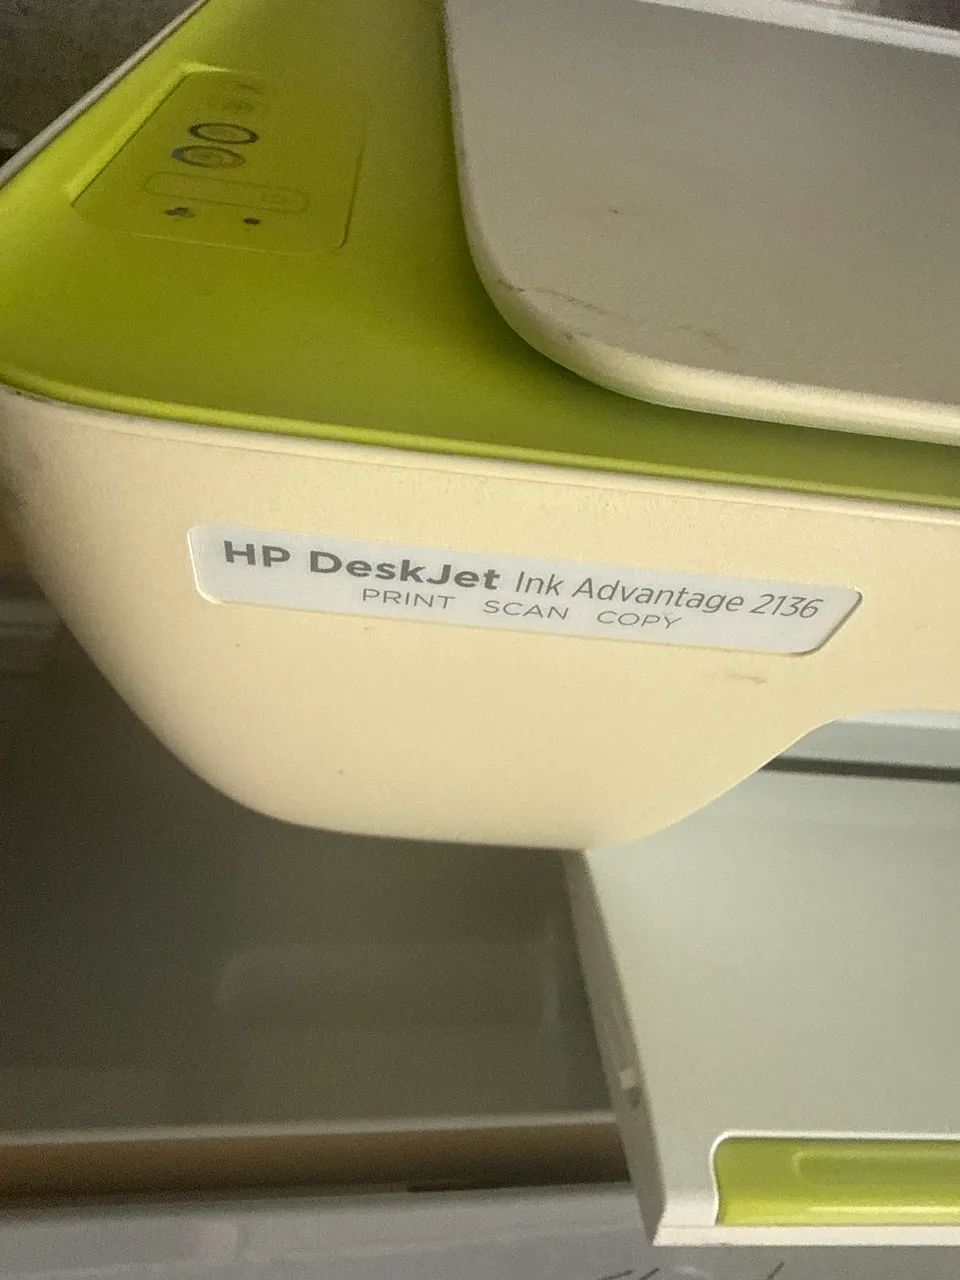 HP DeskJet Ink Advantage 2136
PRINT SCAN COPY